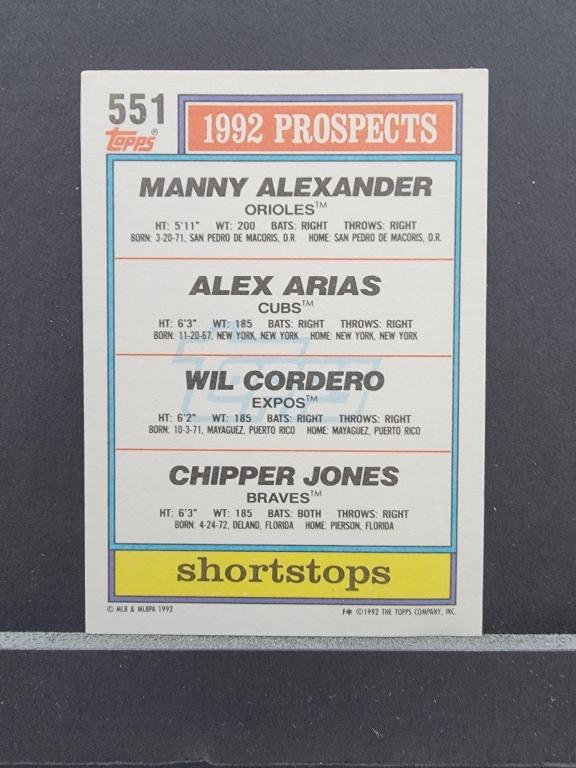 551
Topps®
1992 PROSPECTS
MANNY ALEXANDER
ORIOLES™
HT: 5'11" WT: 200 BATS: RIGHT THROWS: RIGHT
BORN: 3-20-71, SAN PEDRO DE MACORIS, D.R. HOME: SAN PEDRO DE MACORIS, D.R.
ALEX ARIAS
CUBS™
HT: 6'3" WT: 185 BATS: RIGHT THROWS: RIGHT
BORN: 11-20-67, NEW YORK, NEW YORK HOME: NEW YORK, NEW YORK
WIL CORDERO
EXPOS™
HT: 6'2" WT: 185 BATS: RIGHT THROWS: RIGHT
BORN: 10-3-71, MAYAGUEZ, PUERTO RICO HOME: MAYAGUEZ, PUERTO RICO
CHIPPER JONES
BRAVES™
HT: 6'3" WT: 185 BATS: BOTH THROWS: RIGHT
BORN: 4-24-72, DELAND, FLORIDA HOME: PIERSON, FLORIDA
shortstops
© MLB & MLBPA 1992 F✻ ©1992 THE TOPPS COMPANY, INC.